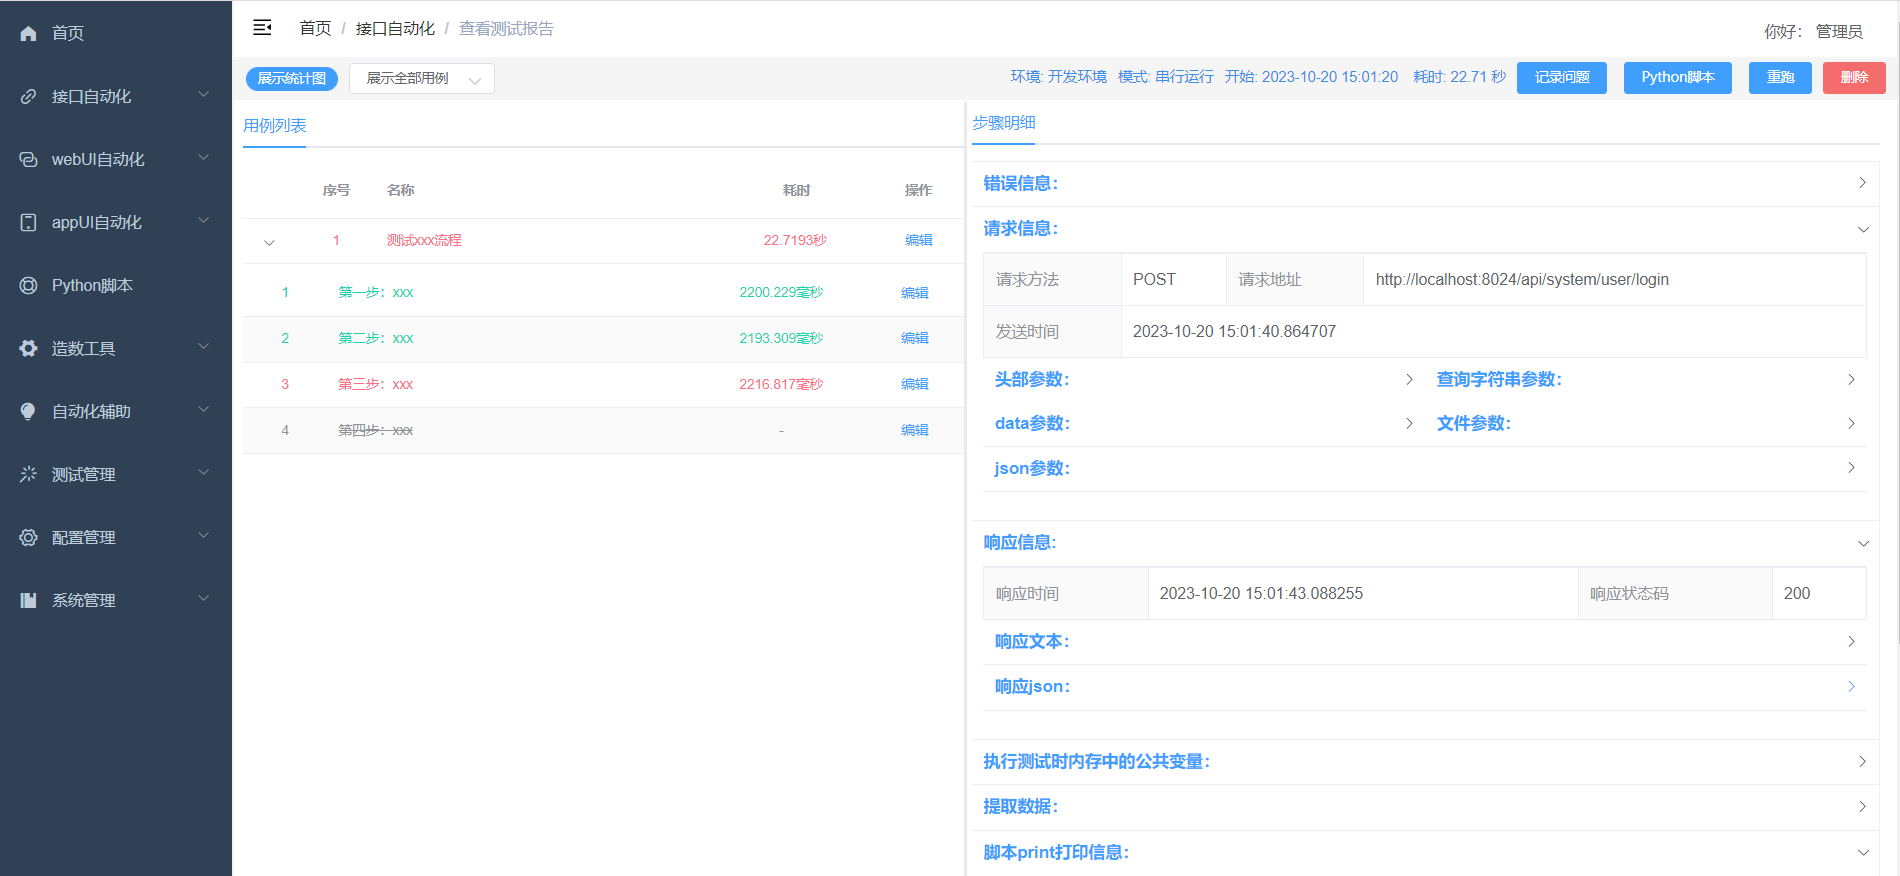 首页
接口自动化
webUI自动化
appUI自动化
Python脚本
造数工具
自动化辅助
测试管理
配置管理
系统管理
首页 / 接口自动化 / 查看测试报告
你好： 管理员
展示统计图
展示全部用例
环境: 开发环境 模式: 串行运行 开始: 2023-10-20 15:01:20 耗时: 22.71 秒
记录问题
Python脚本
重跑
删除
用例列表
序号 名称 耗时 操作
1 测试xxx流程 22.7193秒 编辑
1 第一步：xxx 2200.229毫秒 编辑
2 第二步：xxx 2193.309毫秒 编辑
3 第三步：xxx 2216.817毫秒 编辑
4 第四步：xxx - 编辑
步骤明细
错误信息：
请求信息：
请求方法 POST 请求地址 http://localhost:8024/api/system/user/login
发送时间 2023-10-20 15:01:40.864707
头部参数： 查询字符串参数：
data参数： 文件参数：
json参数：
响应信息:
响应时间 2023-10-20 15:01:43.088255 响应状态码 200
响应文本：
响应json：
执行测试时内存中的公共变量：
提取数据：
脚本print打印信息：